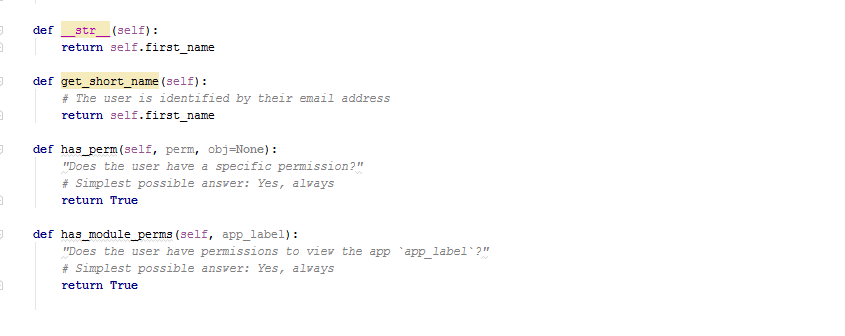 def __str__(self):
return self.first_name
def get_short_name(self):
# The user is identified by their email address
return self.first_name
def has_perm(self, perm, obj=None):
"Does the user have a specific permission?"
# Simplest possible answer: Yes, always
return True
def has_module_perms(self, app_label):
"Does the user have permissions to view the app `app_label`?"
# Simplest possible answer: Yes, always
return True